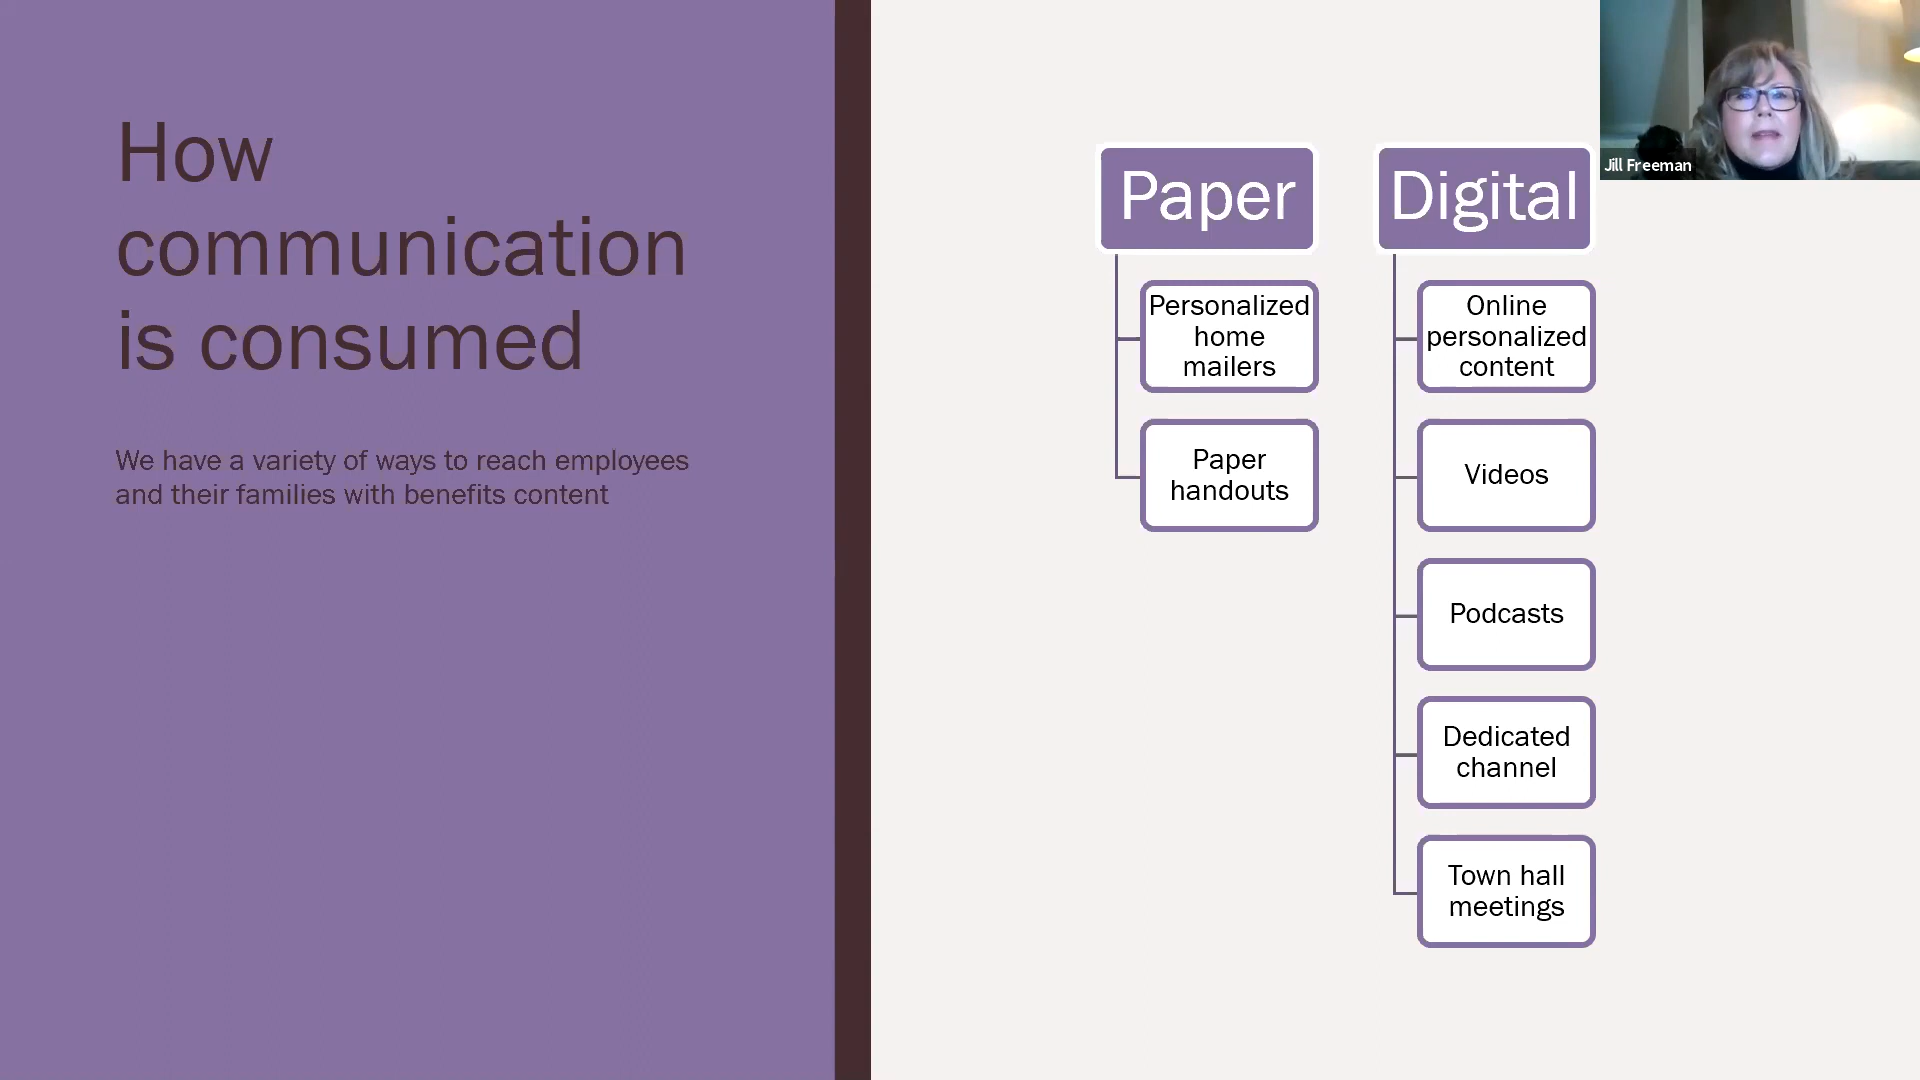 How
communication
is consumed
We have a variety of ways to reach employees
and their families with benefits content
Paper
Personalized
home
mailers
Paper
handouts
Digital
Online
personalized
content
Videos
Podcasts
Dedicated
channel
Town hall
meetings
Jill Freeman